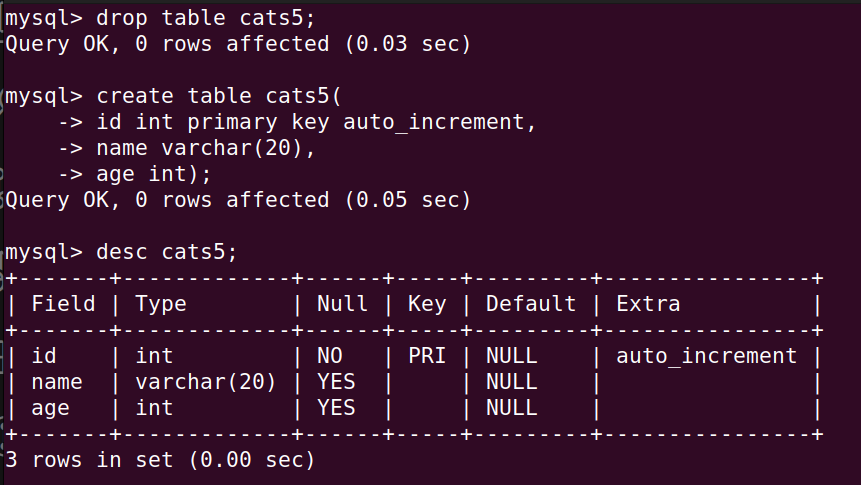 mysql> drop table cats5;
Query OK, 0 rows affected (0.03 sec)

mysql> create table cats5(
    -> id int primary key auto_increment,
    -> name varchar(20),
    -> age int);
Query OK, 0 rows affected (0.05 sec)

mysql> desc cats5;
+-------+-------------+------+-----+---------+----------------+
| Field | Type        | Null | Key | Default | Extra          |
+-------+-------------+------+-----+---------+----------------+
| id    | int         | NO   | PRI | NULL    | auto_increment |
| name  | varchar(20) | YES  |     | NULL    |                |
| age   | int         | YES  |     | NULL    |                |
+-------+-------------+------+-----+---------+----------------+
3 rows in set (0.00 sec)